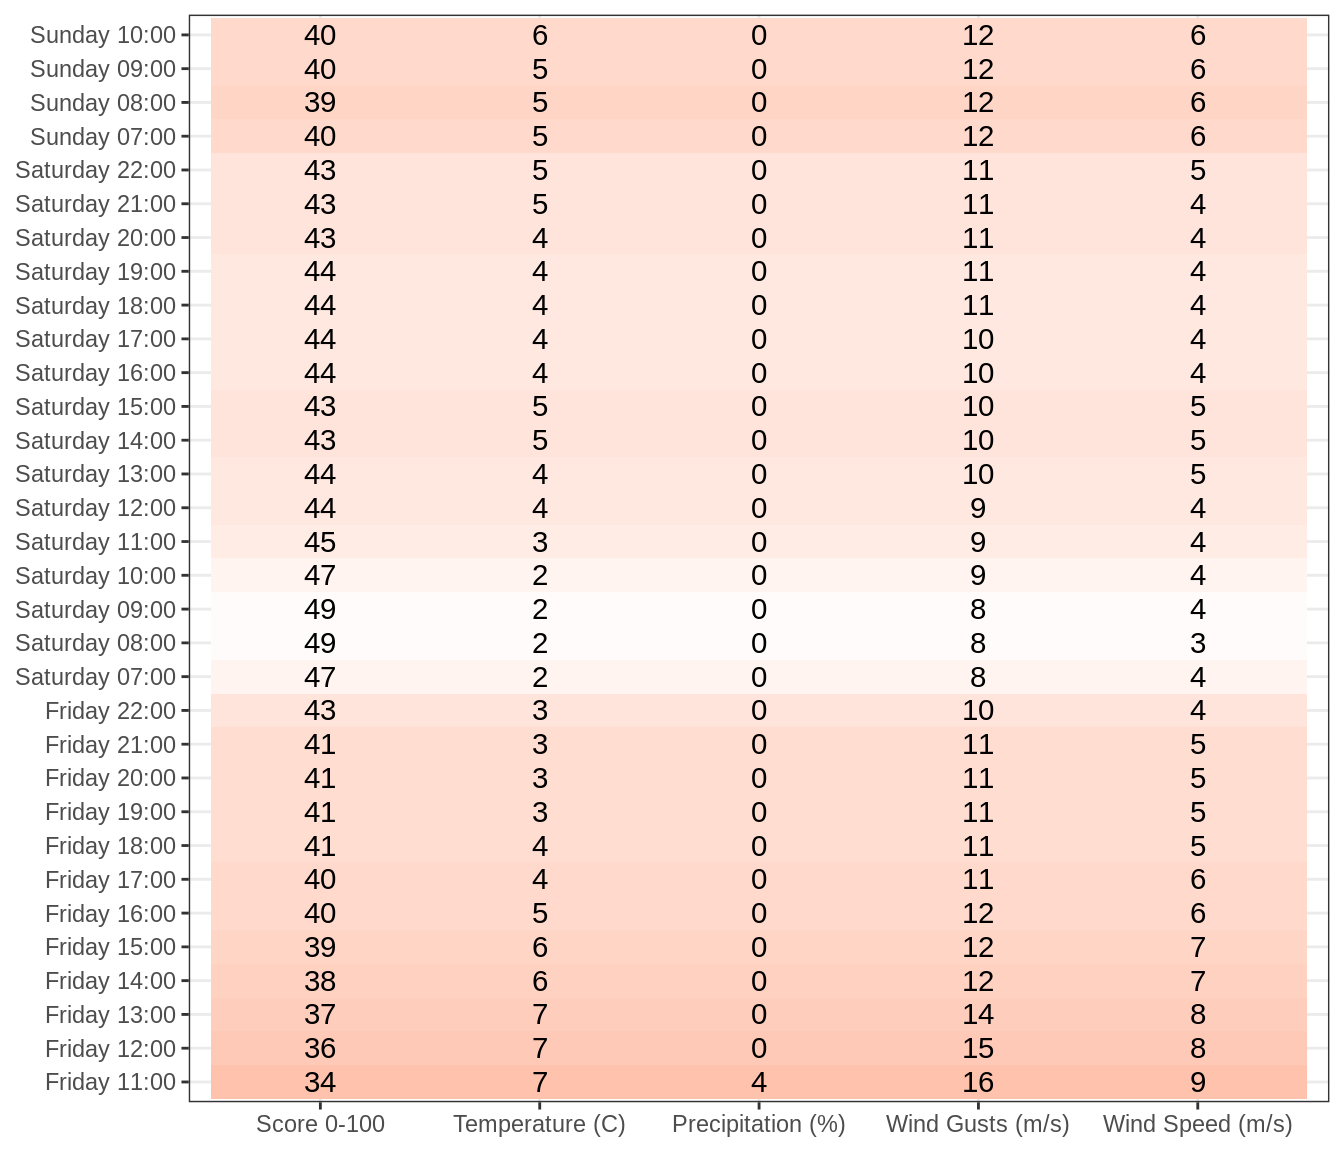 Sunday 10:00 40 6 0 12 6
Sunday 09:00 40 5 0 12 6
Sunday 08:00 39 5 0 12 6
Sunday 07:00 40 5 0 12 6
Saturday 22:00 43 5 0 11 5
Saturday 21:00 43 5 0 11 4
Saturday 20:00 43 4 0 11 4
Saturday 19:00 44 4 0 11 4
Saturday 18:00 44 4 0 11 4
Saturday 17:00 44 4 0 10 4
Saturday 16:00 44 4 0 10 4
Saturday 15:00 43 5 0 10 5
Saturday 14:00 43 5 0 10 5
Saturday 13:00 44 4 0 10 5
Saturday 12:00 44 4 0 9 4
Saturday 11:00 45 3 0 9 4
Saturday 10:00 47 2 0 9 4
Saturday 09:00 49 2 0 8 4
Saturday 08:00 49 2 0 8 3
Saturday 07:00 47 2 0 8 4
Friday 22:00 43 3 0 10 4
Friday 21:00 41 3 0 11 5
Friday 20:00 41 3 0 11 5
Friday 19:00 41 3 0 11 5
Friday 18:00 41 4 0 11 5
Friday 17:00 40 4 0 11 6
Friday 16:00 40 5 0 12 6
Friday 15:00 39 6 0 12 7
Friday 14:00 38 6 0 12 7
Friday 13:00 37 7 0 14 8
Friday 12:00 36 7 0 15 8
Friday 11:00 34 7 4 16 9
Score 0-100 Temperature (C) Precipitation (%) Wind Gusts (m/s) Wind Speed (m/s)